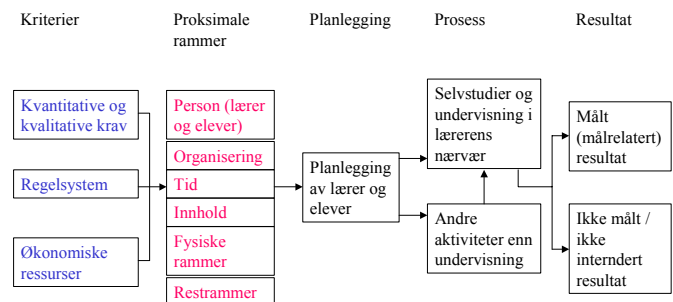 Kriterier
Proksimale
rammer
Planlegging
Prosess
Resultat
Kvantitative og
kvalitative krav
Regelsystem
Økonomiske
ressurser
Person (lærer
og elever)
Organisering
Tid
Innhold
Fysiske
rammer
Restrammer
Planlegging
av lærer og
elever
Selvstudier og
undervisning i
lærerens
nærvær
Andre
aktiviteter enn
undervisning
Målt
(målrelatert)
resultat
Ikke målt /
ikke
interndert
resultat